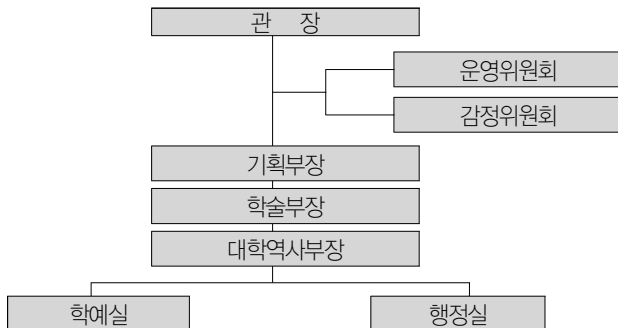 관 장
운영위원회
감정위원회
기획부장
학술부장
대학역사부장
학예실 행정실